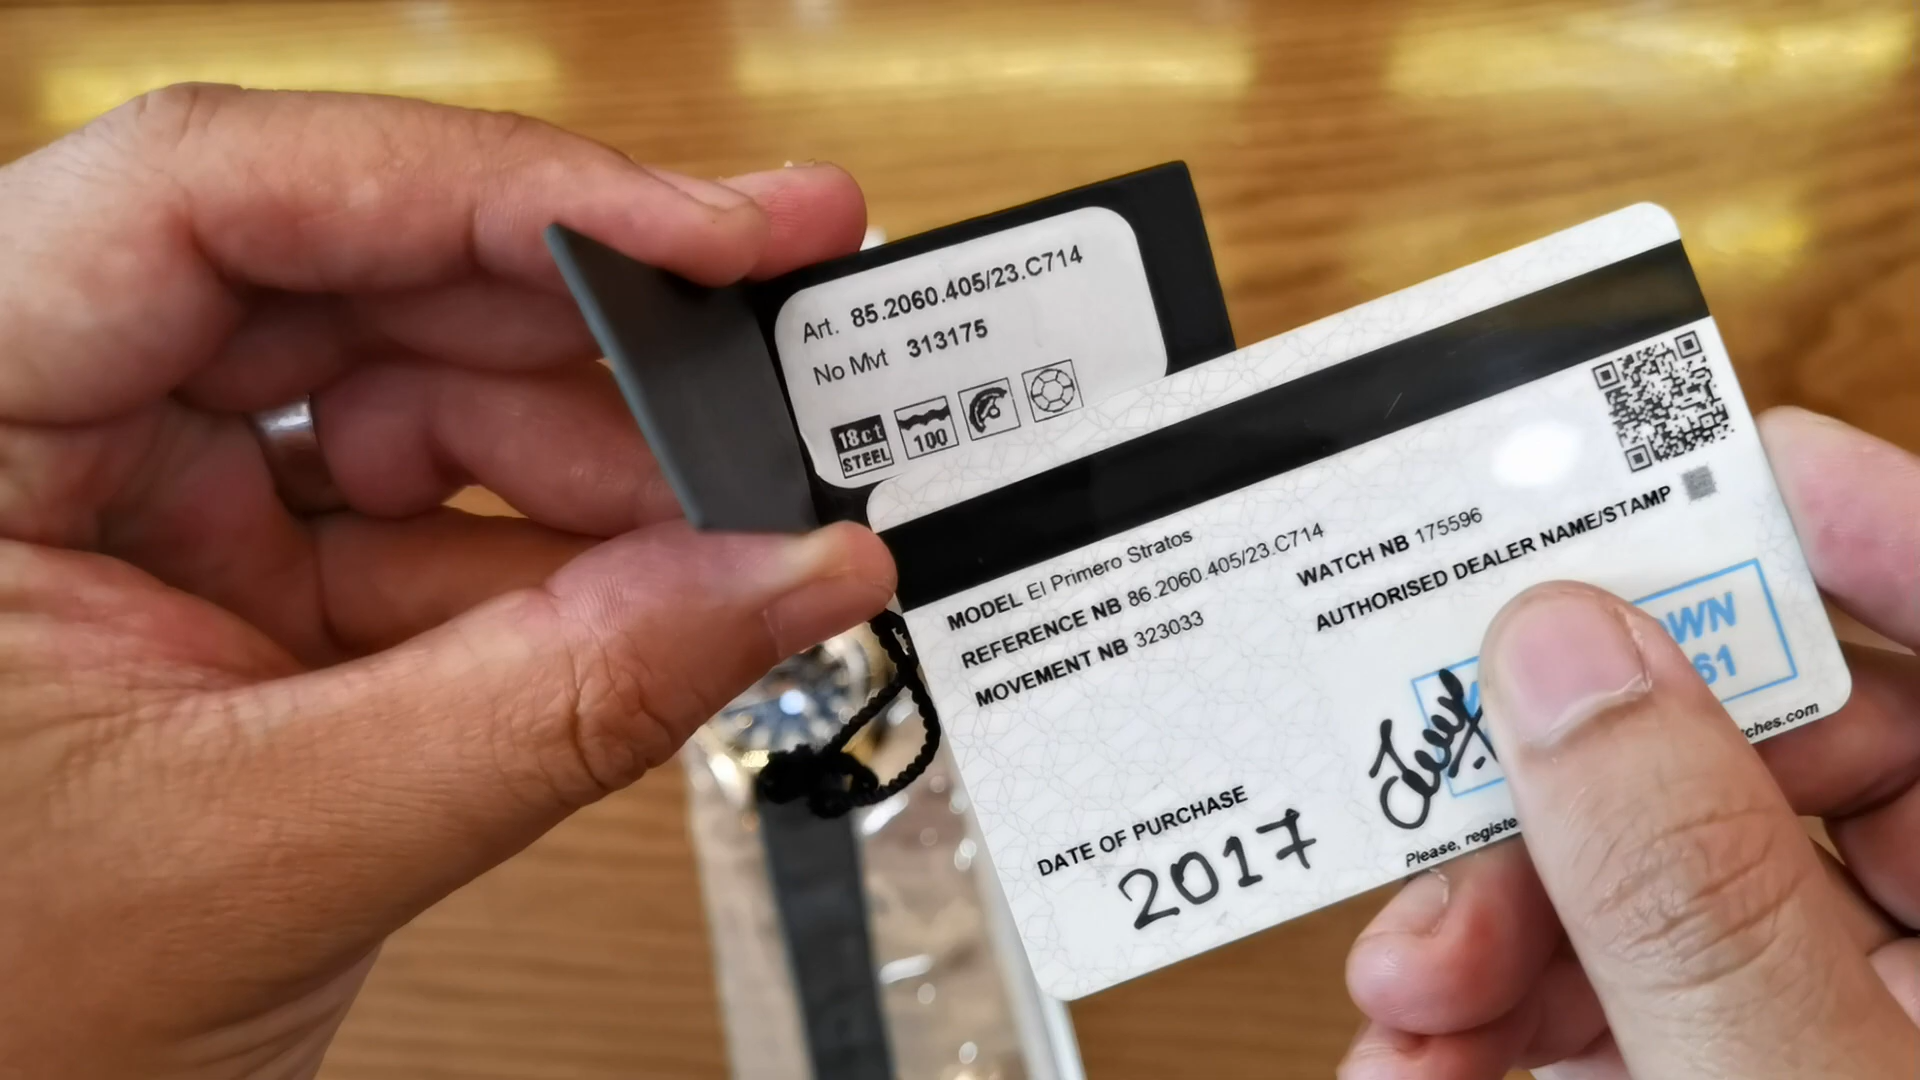 Art. 85.2060.405/23.C714
No Mvt 313175
18ct
STEEL
100
MODEL El Primero Stratos
REFERENCE NB 86.2060.405/23.C714
MOVEMENT NB 323033
WATCH NB 175596
AUTHORISED DEALER NAME/STAMP
61
DATE OF PURCHASE
2017
Please,